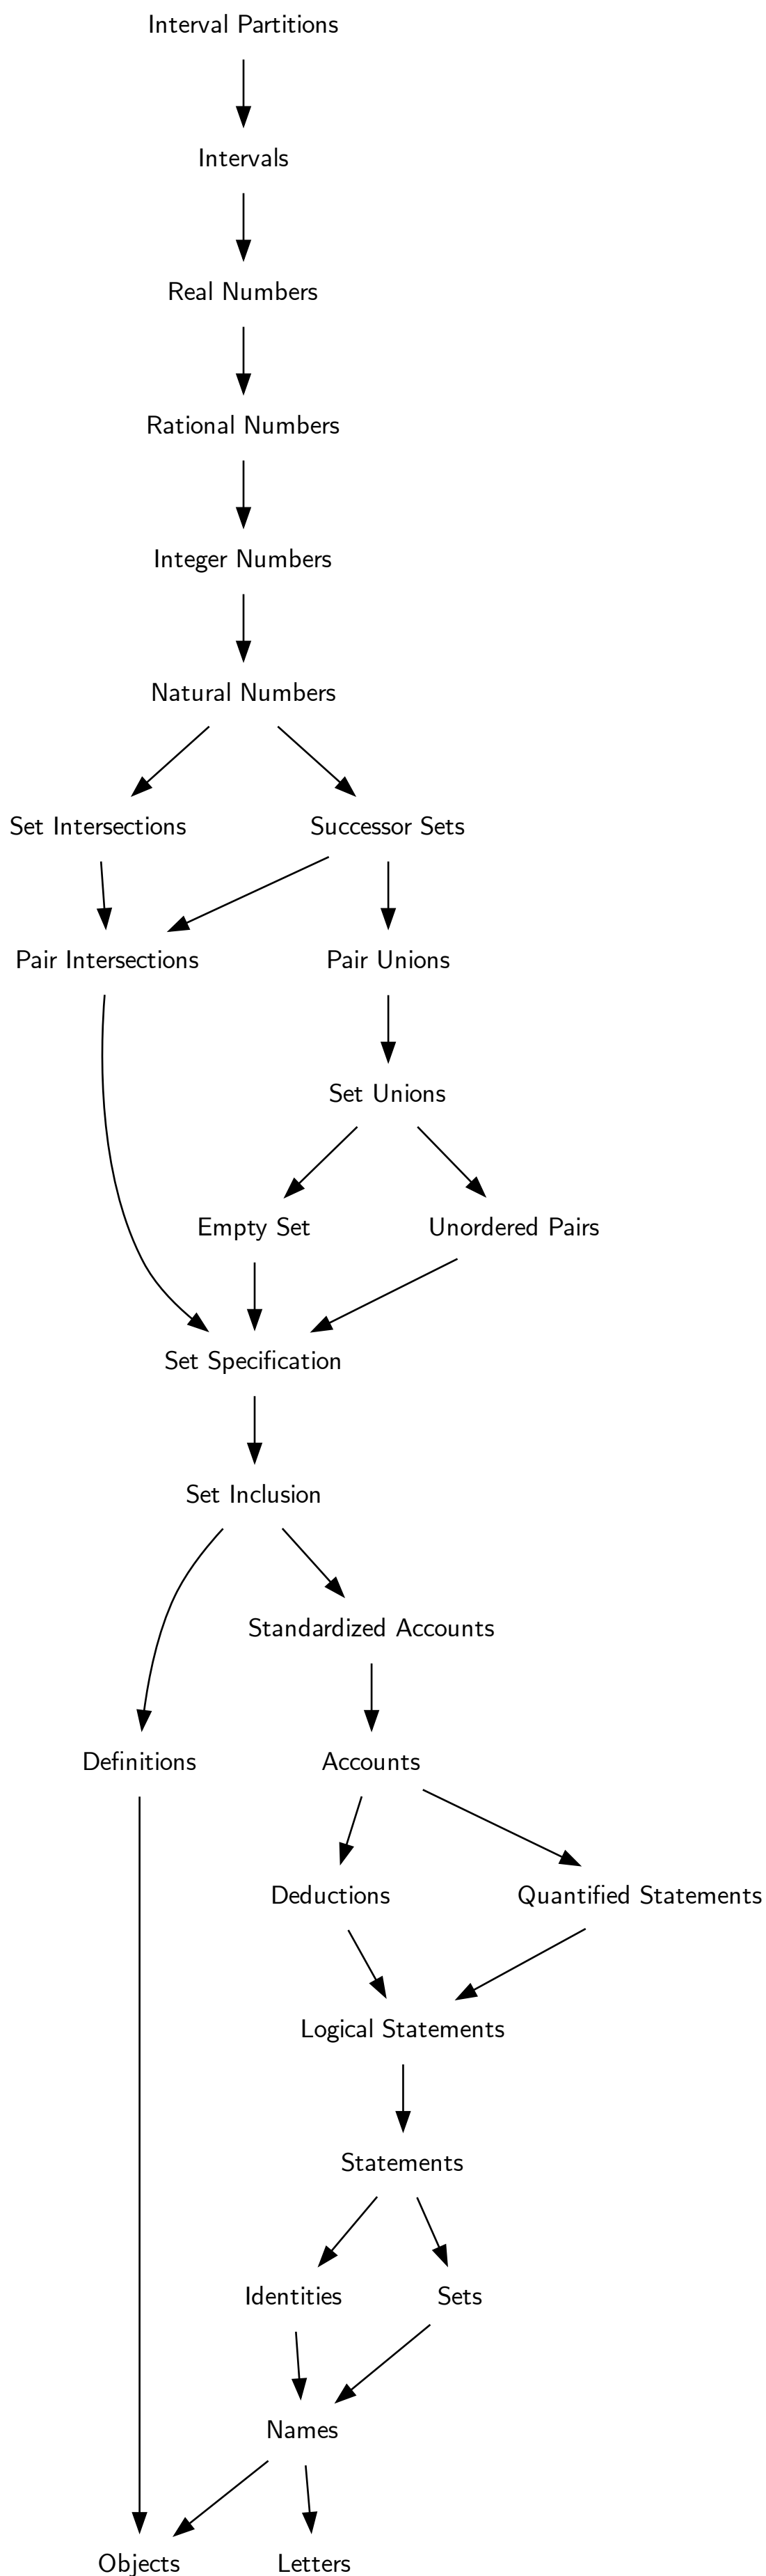 Interval Partitions
Intervals
Real Numbers
Rational Numbers
Integer Numbers
Natural Numbers
Set Intersections
Successor Sets
Pair Intersections
Pair Unions
Set Unions
Empty Set
Unordered Pairs
Set Specification
Set Inclusion
Standardized Accounts
Definitions
Accounts
Deductions
Quantified Statements
Logical Statements
Statements
Identities
Sets
Names
Objects
Letters